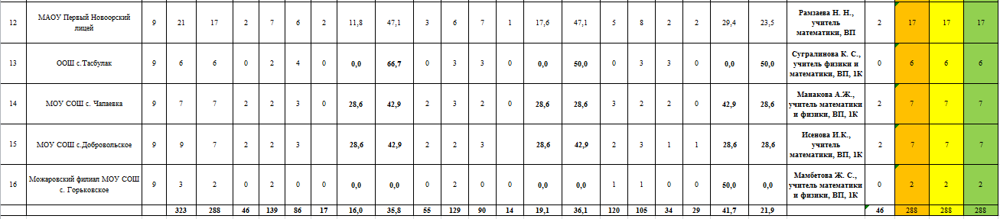 12 МАОУ Первый Новоорский лицей 9 21 17 2 7 6 2 11,8 47,1 3 6 7 1 17,6 47,1 5 8 2 2 29,4 23,5 Рамзаева Н. Н., учитель математики, ВП 2 17 17 17
13 ООШ с.Тасбулак 9 6 6 0 2 4 0 0,0 66,7 0 3 3 0 0,0 50,0 0 3 3 0 0,0 50,0 Сугралинова К. С., учитель физики и математики, ВП, 1К 0 6 6 6
14 МОУ СОШ с. Чапаевка 9 7 7 2 2 3 0 28,6 42,9 2 3 2 0 28,6 28,6 3 2 2 0 42,9 28,6 Манакова А.Ж., учитель математики и физики, ВП, 1К 2 7 7 7
15 МОУ СОШ с.Добровольское 9 9 7 2 2 3 28,6 42,9 2 2 3 28,6 42,9 2 3 1 1 28,6 28,6 Исенова И.К., учитель математики, ВП, 1К 2 7 7 7
16 Можаровский филиал МОУ СОШ с. Горьковское 9 3 2 0 2 0 0 0,0 0,0 0 2 0 0 0,0 0,0 1 1 0 0 50,0 0,0 Мамбетова Ж. С., учитель математики и физики, ВП, 1К 0 2 2 2
323 288 46 139 86 17 16,0 35,8 55 129 90 14 19,1 36,1 120 105 34 29 41,7 21,9 46 288 288 288